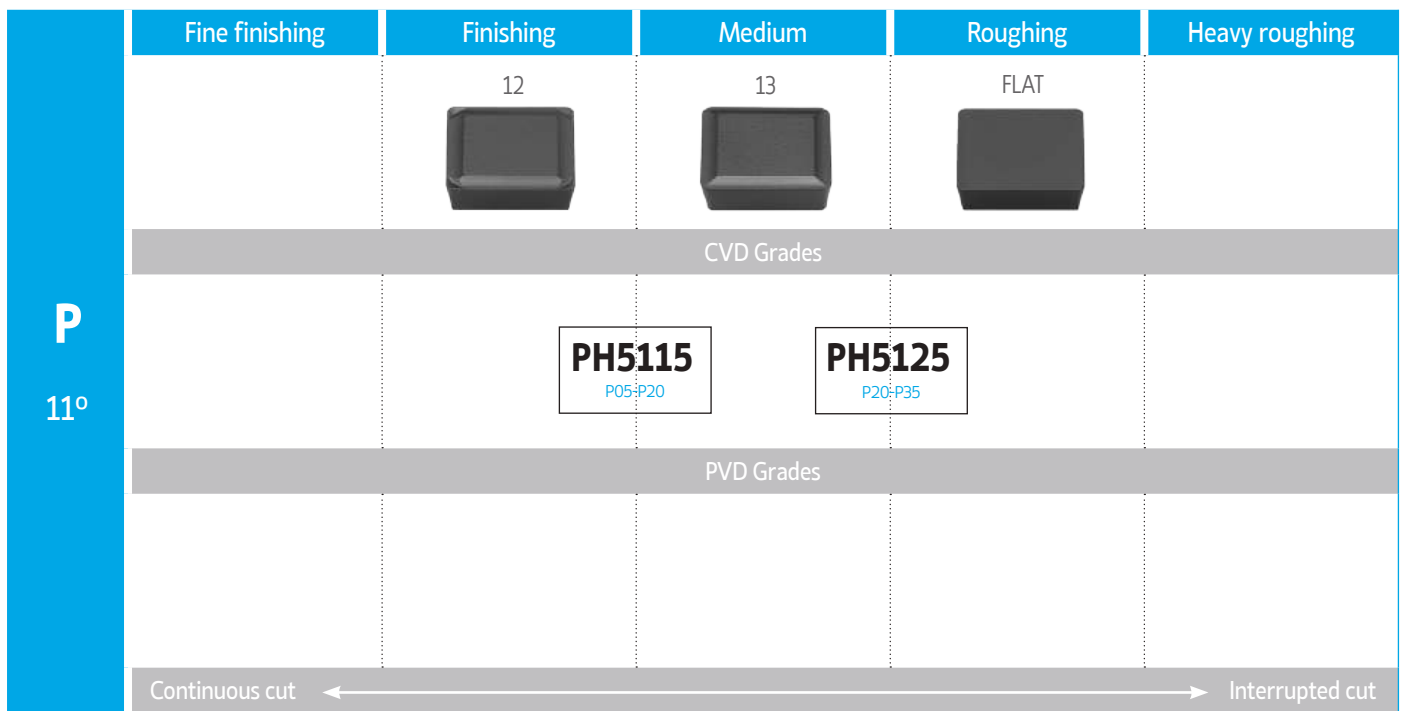 Fine finishing
Finishing
Medium
Roughing
Heavy roughing
12
13
FLAT
CVD Grades
P
11º
PH5115
P05-P20
PH5125
P20-P35
PVD Grades
Continuous cut
Interrupted cut